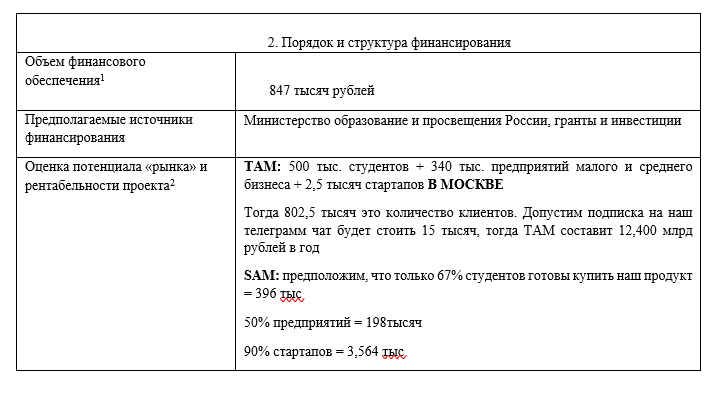 2. Порядок и структура финансирования
Объем финансового
обеспечения1
847 тысяч рублей
Предполагаемые источники
финансирования
Министерство образование и просвещения России, гранты и инвестиции
Оценка потенциала «рынка» и
рентабельности проекта2
TAM: 500 тыс. студентов + 340 тыс. предприятий малого и среднего
бизнеса + 2,5 тысяч стартапов В МОСКВЕ
Тогда 802,5 тысяч это количество клиентов. Допустим подписка на наш
телеграмм чат будет стоить 15 тысяч, тогда TAM составит 12,400 млрд
рублей в год
SAM: предположим, что только 67% студентов готовы купить наш продукт
= 396 тыс.
50% предприятий = 198тысяч
90% стартапов = 3,564 тыс.